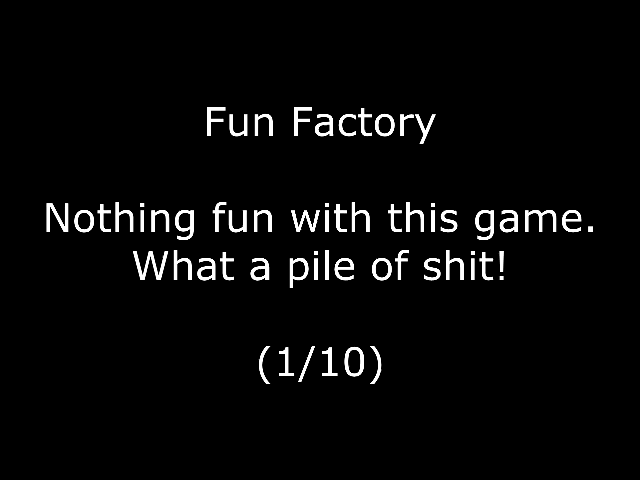 Fun Factory
Nothing fun with this game.
What a pile of shit!
(1/10)